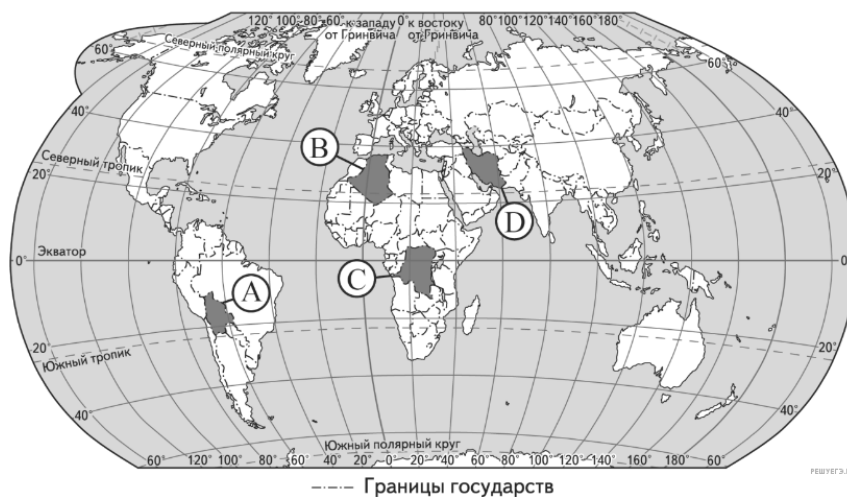 120° 100°-80°-60° к западу 0° к востоку 80° 100° 120°140°160°180°
от Гринвича от Гринвича
Северный полярный круг
60° 60°
40° 40°
B
Северный тропик
20° 20°
D
Экватор
0° 0°
C
A
20° 20°
Южный тропик
40° 40°
Южный полярный круг
60° 120° 100° 80° 60° 40° 20° 0° 20° 40° 60° 80° 100° 120° 140° 160° 180° 60°
Границы государств